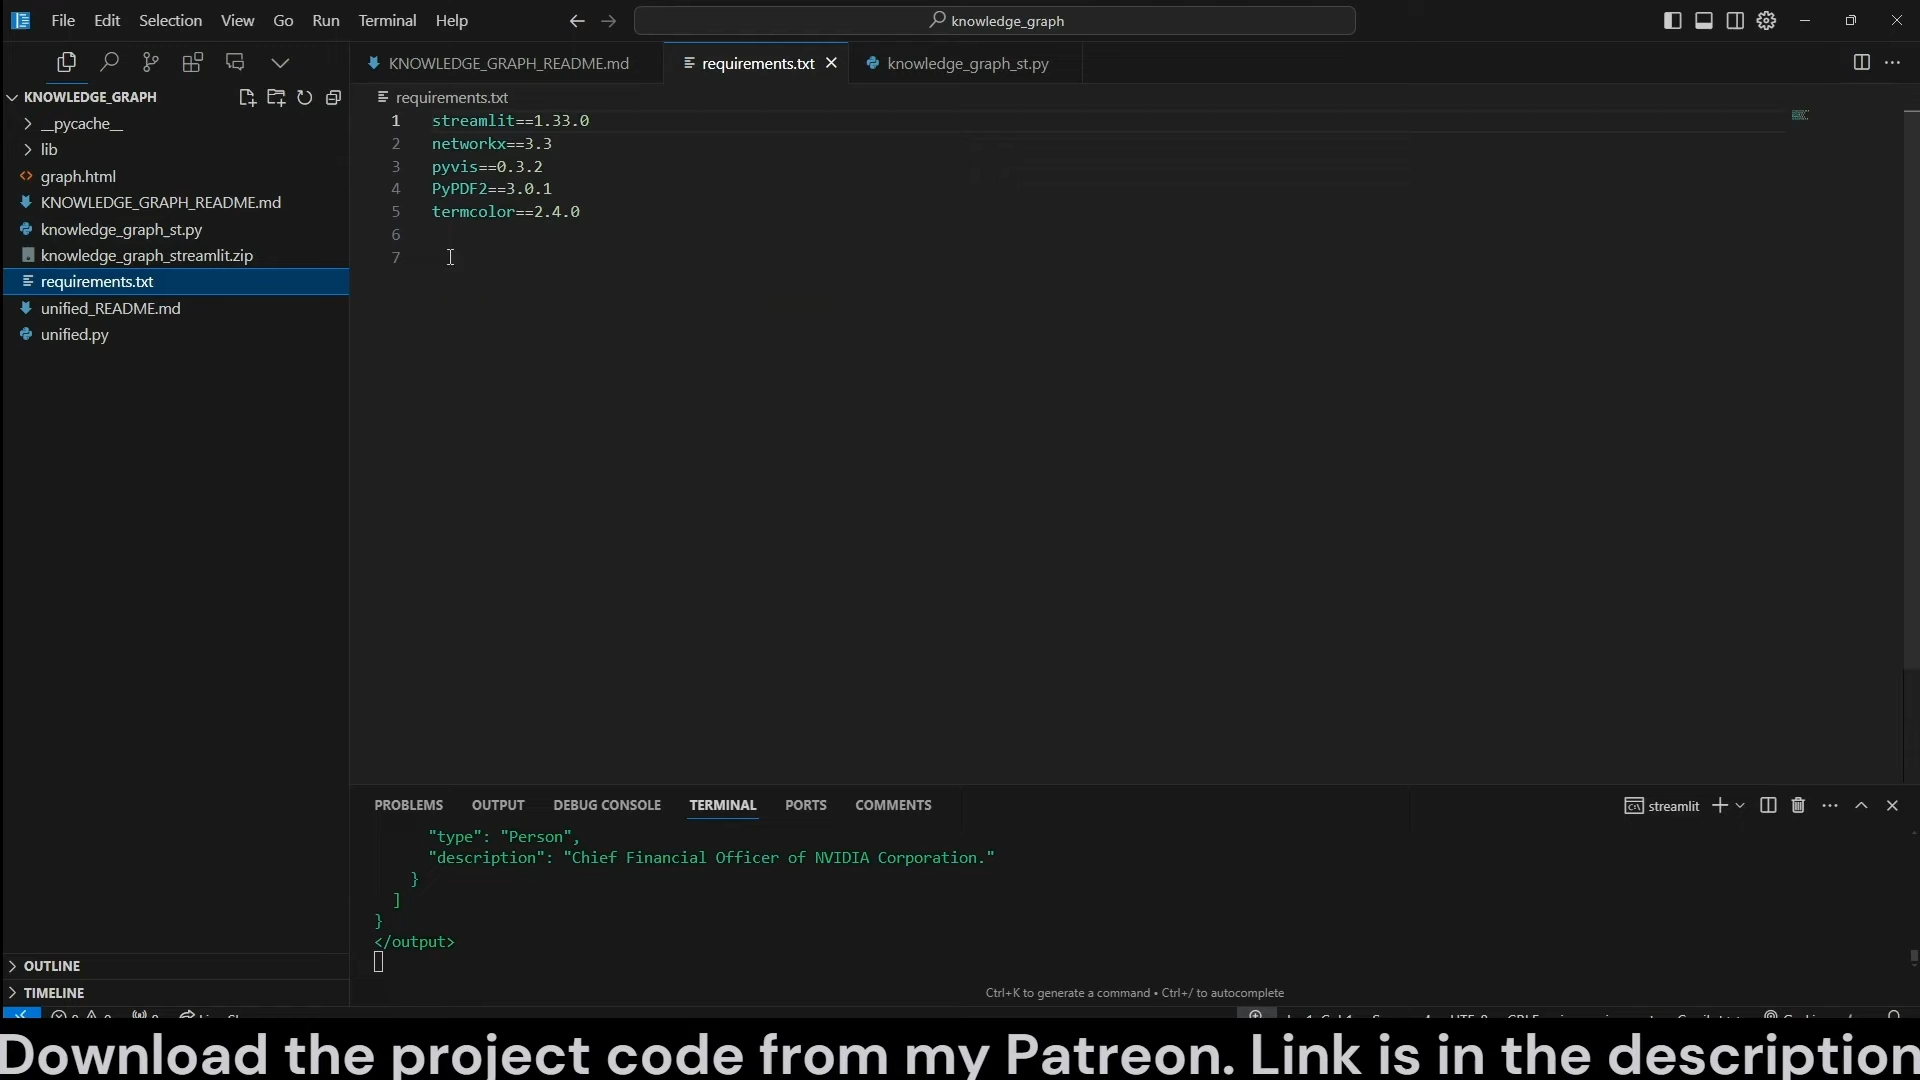 File Edit Selection View Go Run Terminal Help
knowledge_graph
KNOWLEDGE_GRAPH_README.md
requirements.txt
knowledge_graph_st.py
KNOWLEDGE_GRAPH
__pycache__
lib
graph.html
KNOWLEDGE_GRAPH_README.md
knowledge_graph_st.py
knowledge_graph_streamlit.zip
requirements.txt
unified_README.md
unified.py
OUTLINE
TIMELINE
requirements.txt
1 streamlit==1.33.0
2 networkx==3.3
3 pyvis==0.3.2
4 PyPDF2==3.0.1
5 termcolor==2.4.0
6
7
PROBLEMS OUTPUT DEBUG CONSOLE TERMINAL PORTS COMMENTS
streamlit
"type": "Person",
"description": "Chief Financial Officer of NVIDIA Corporation."
}
]
}
</output>
Ctrl+K to generate a command • Ctrl+/ to autocomplete
Download the project code from my Patreon. Link is in the description